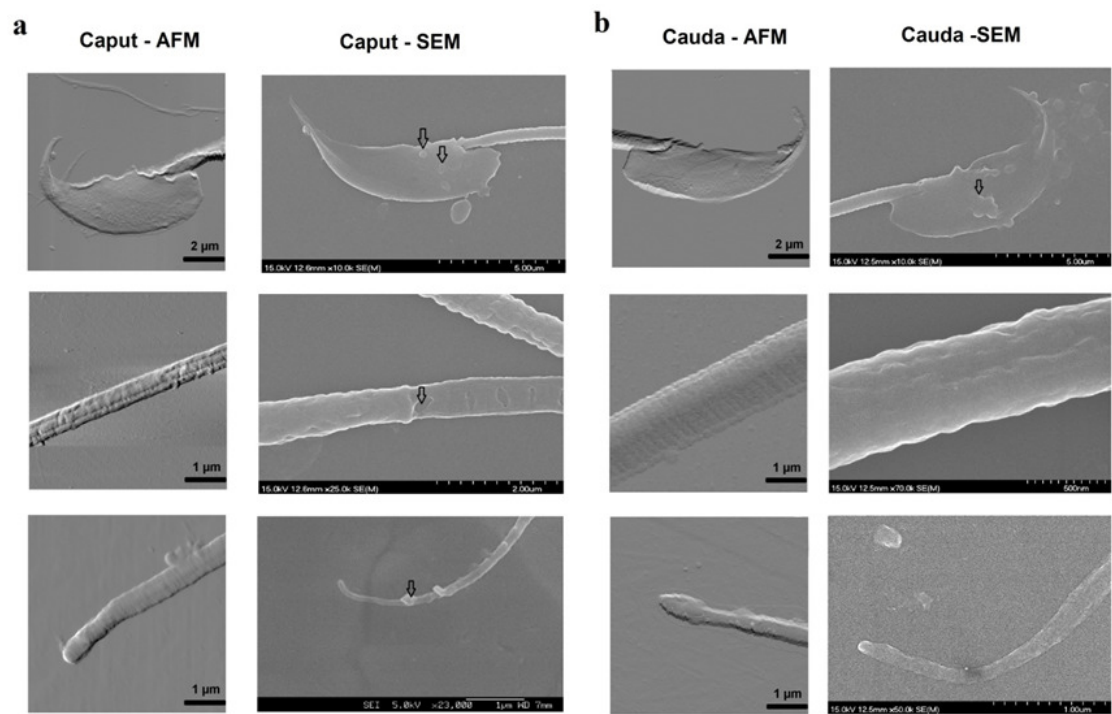 a
Caput - AFM
Caput - SEM
b
Cauda - AFM
Cauda -SEM
2 µm
15.0kV 12.6mm x10.0k SE(M)
5.00um
2 µm
15.0kV 12.5mm x10.0k SE(M)
5.00um
1 µm
15.0kV 12.6mm x25.0k SE(M)
2.00um
1 µm
15.0kV 12.5mm x70.0k SE(M)
500nm
1 µm
SEI 5.0kV x23,000 1µm WD 7mm
1 µm
15.0kV 12.5mm x50.0k SE(M)
1.00um